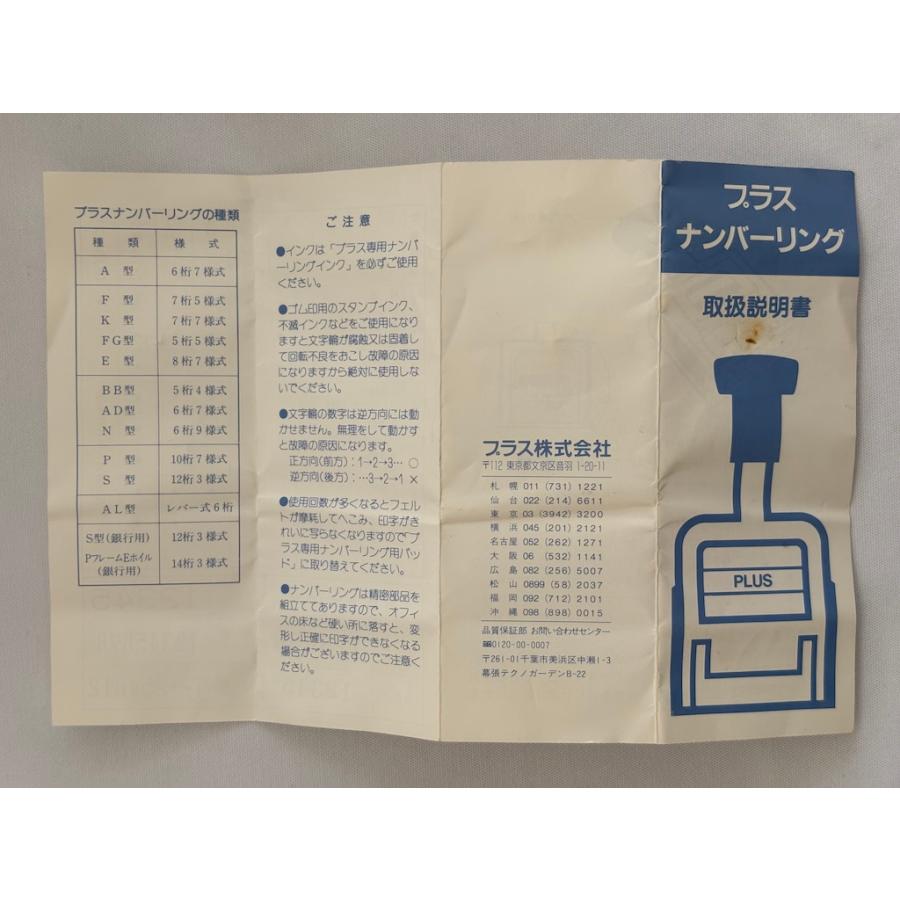 プラスナンバーリングの種類
種類 様式
A 型 6桁7様式
F 型 7桁5様式
K 型 7桁7様式
FG型 5桁5様式
E 型 8桁7様式
BB型 5桁4様式
AD型 6桁7様式
N 型 6桁9様式
P 型 10桁7様式
S 型 12桁3様式
AL型 レバー式6桁
S型(銀行用) 12桁3様式
PフレームEホイル
(銀行用) 14桁3様式
ご注意
●インクは「プラス専用ナンバ
ーリングインク」を必ずご使用
ください。
●ゴム印用のスタンプインク、
不滅インクなどをご使用になり
ますと文字輪が腐蝕又は固着し
て回転不良をおこし故障の原因
になりますから絶対に使用しな
いでください。
●文字輪の数字は逆方向には動
かせません。無理をして動かす
と故障の原因になります。
正方向(前方):1→2→3… ○
逆方向(後方):…3→2→1 ×
●使用回数が多くなるとフェル
トが摩耗してへこみ、印字がき
れいに写らなくなりますので「プ
ラス専用ナンバーリング用パッ
ド」に取り替えてください。
●ナンバーリングは精密部品を
組立ててありますので、オフィ
スの床など硬い所に落すと、変
形し正確に印字ができなくなる
場合がございますのでご注意く
ださい。
プラス株式会社
〒112 東京都文京区音羽 1-20-11
札幌 011 (731) 1221
仙台 022 (214) 6611
東京 03 (3942) 3200
横浜 045 (201) 2121
名古屋 052 (262) 1271
大阪 06 (532) 1141
広島 082 (256) 5007
松山 0899 (58) 2037
福岡 092 (712) 2101
沖縄 098 (898) 0015
品質保証部 お問い合わせセンター
0120-00-0007
〒261-01千葉市美浜区中瀬1-3
幕張テクノガーデンB-22
プラス
ナンバーリング
取扱説明書
PLUS